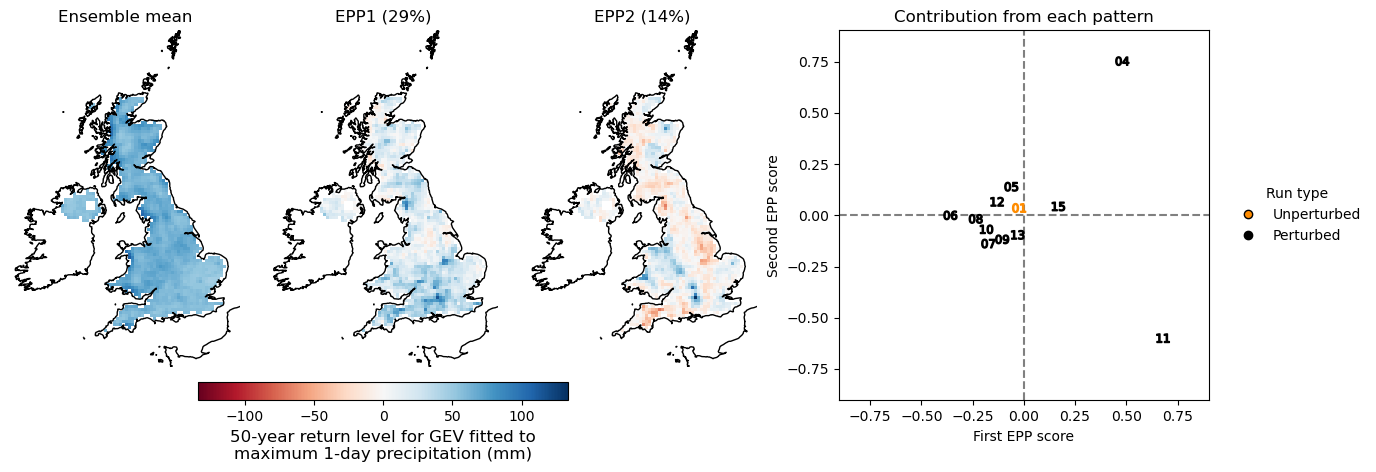 Ensemble mean
EPP1 (29%)
EPP2 (14%)
Contribution from each pattern
−100
−50
0
50
100
50-year return level for GEV fitted to
maximum 1-day precipitation (mm)
Second EPP score
0.75
0.50
0.25
0.00
−0.25
−0.50
−0.75
04
05
12
01
15
06
08
10
13
09
07
11
−0.75
−0.50
−0.25
0.00
0.25
0.50
0.75
First EPP score
Run type
Unperturbed
Perturbed